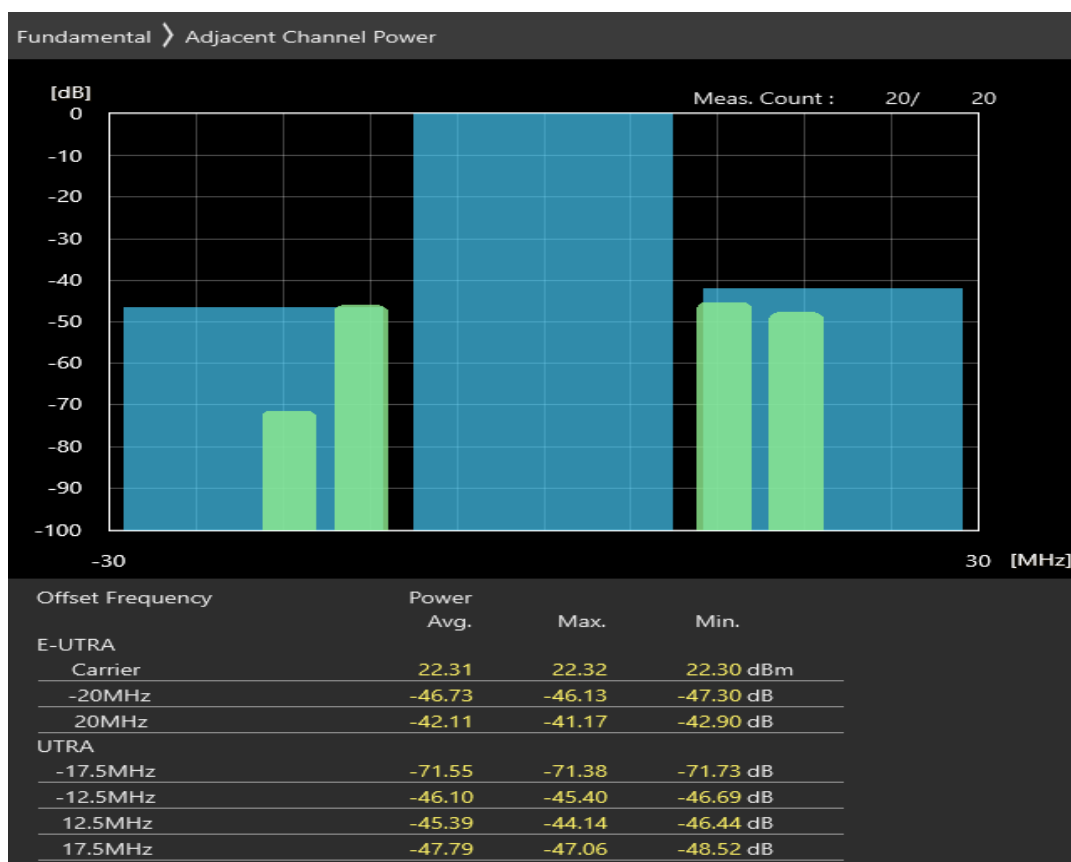 Fundamental 〉 Adjacent Channel Power
[dB]
Meas. Count : 20/ 20
0
-10
-20
-30
-40
-50
-60
-70
-80
-90
-100
-30 30 [MHz]
Offset Frequency Power
Avg. Max. Min.
E-UTRA
Carrier 22.31 22.32 22.30 dBm
-20MHz -46.73 -46.13 -47.30 dB
20MHz -42.11 -41.17 -42.90 dB
UTRA
-17.5MHz -71.55 -71.38 -71.73 dB
-12.5MHz -46.10 -45.40 -46.69 dB
12.5MHz -45.39 -44.14 -46.44 dB
17.5MHz -47.79 -47.06 -48.52 dB